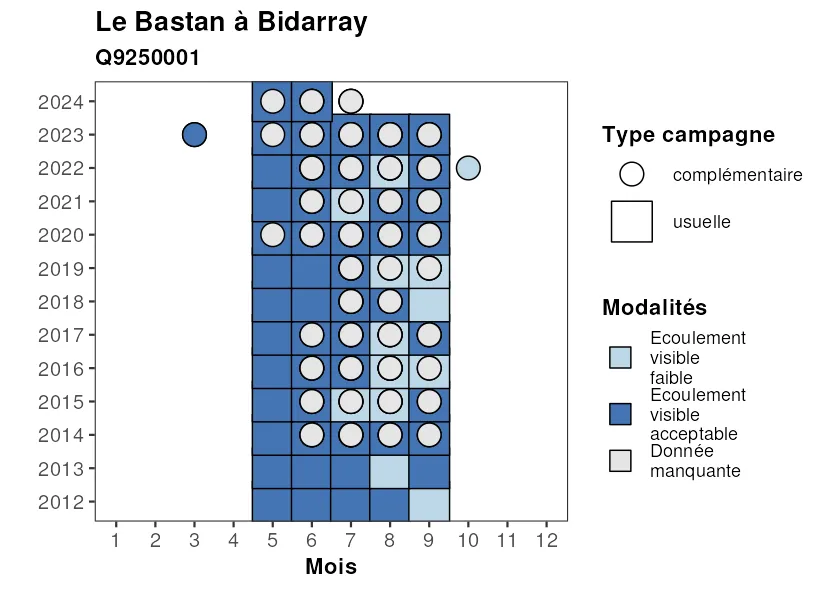 Le Bastan à Bidarray
Q9250001
2024
2023
2022
2021
2020
2019
2018
2017
2016
2015
2014
2013
2012
1 2 3 4 5 6 7 8 9 10 11 12
Mois
Type campagne
complémentaire
usuelle
Modalités
Ecoulement
visible
faible
Ecoulement
visible
acceptable
Donnée
manquante